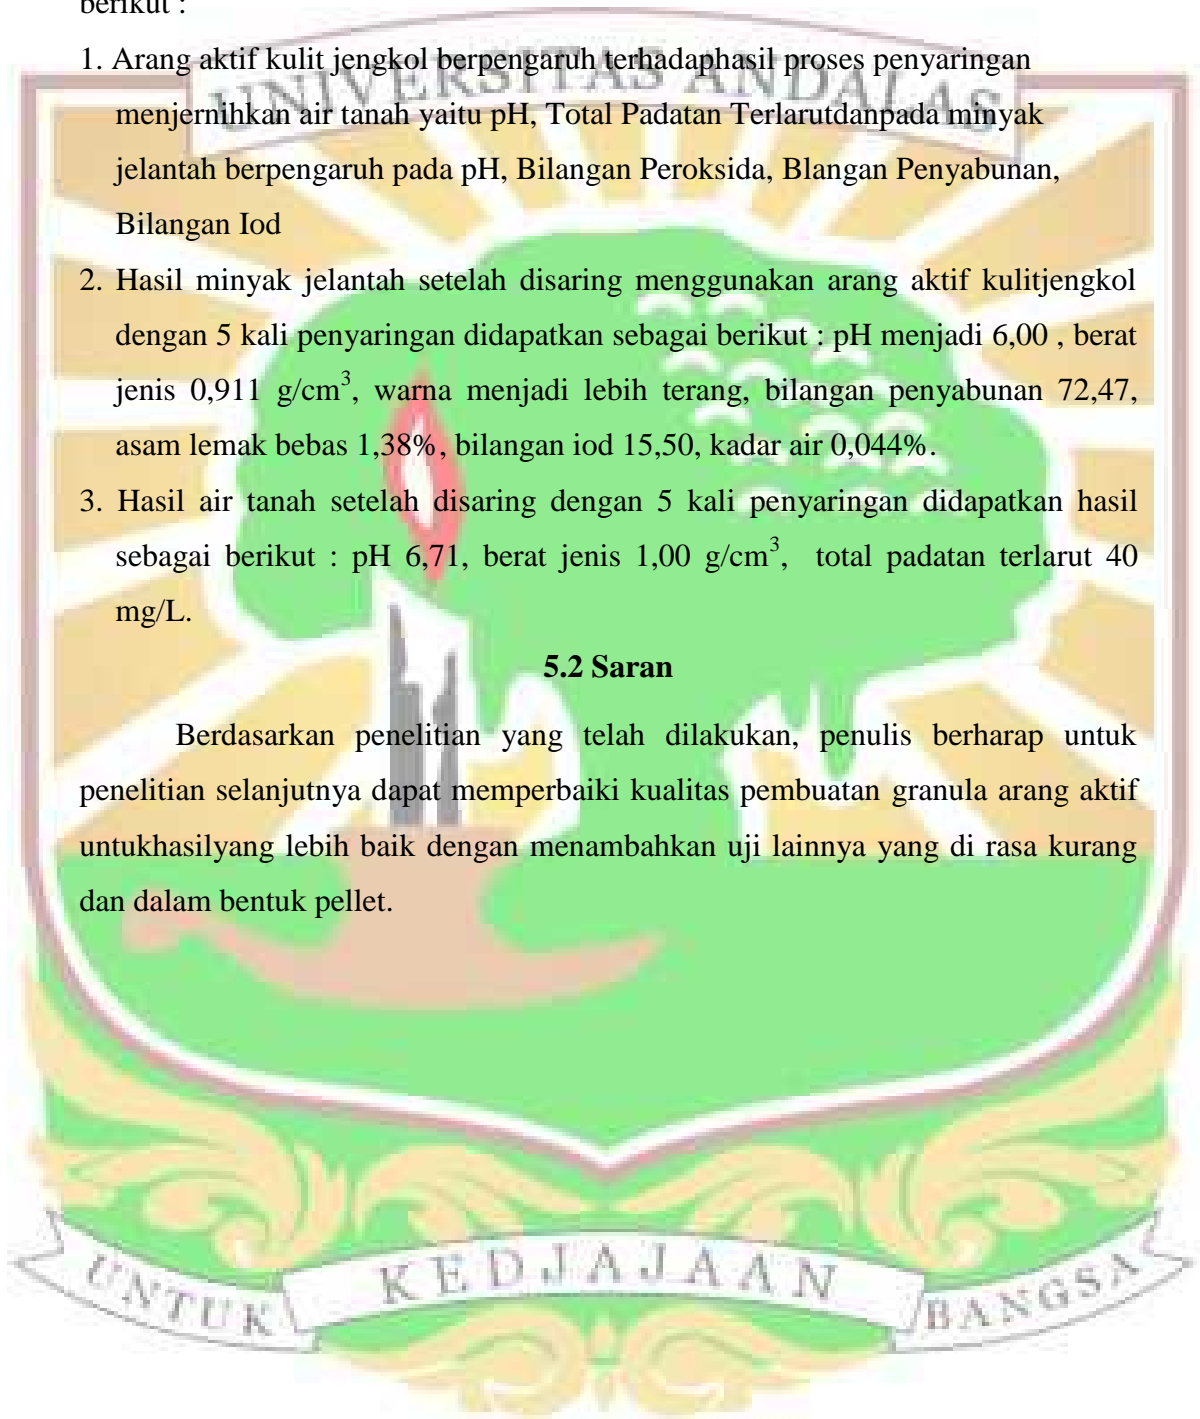 berikut :
UNIVERSITAS ANDALAS
1. Arang aktif kulit jengkol berpengaruh terhadaphasil proses penyaringan
menjernihkan air tanah yaitu pH, Total Padatan Terlarutdanpada minyak
jelantah berpengaruh pada pH, Bilangan Peroksida, Blangan Penyabunan,
Bilangan Iod
2. Hasil minyak jelantah setelah disaring menggunakan arang aktif kulitjengkol
dengan 5 kali penyaringan didapatkan sebagai berikut : pH menjadi 6,00 , berat
jenis 0,911 g/cm³, warna menjadi lebih terang, bilangan penyabunan 72,47,
asam lemak bebas 1,38%, bilangan iod 15,50, kadar air 0,044%.
3. Hasil air tanah setelah disaring dengan 5 kali penyaringan didapatkan hasil
sebagai berikut : pH 6,71, berat jenis 1,00 g/cm³, total padatan terlarut 40
mg/L.
5.2 Saran
Berdasarkan penelitian yang telah dilakukan, penulis berharap untuk
penelitian selanjutnya dapat memperbaiki kualitas pembuatan granula arang aktif
untukhasilyang lebih baik dengan menambahkan uji lainnya yang di rasa kurang
dan dalam bentuk pellet.
UNTUK KEDJAJAAN BANGSA